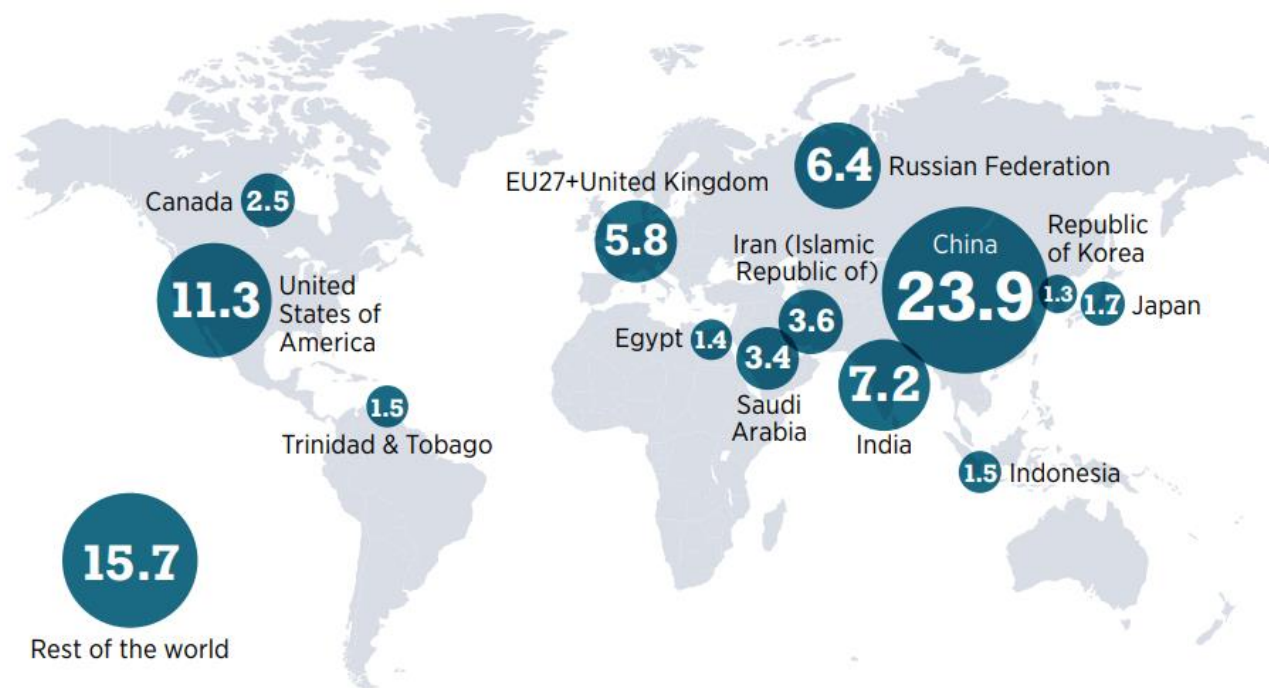 Canada 2.5
11.3
United
States of
America
1.5
Trinidad & Tobago
15.7
Rest of the world
EU27+United Kingdom
5.8
6.4 Russian Federation
Iran (Islamic
Republic of)
3.6
Egypt 1.4
3.4
Saudi
Arabia
China
23.9
Republic
of Korea
1.3
1.7 Japan
7.2
India
1.5 Indonesia